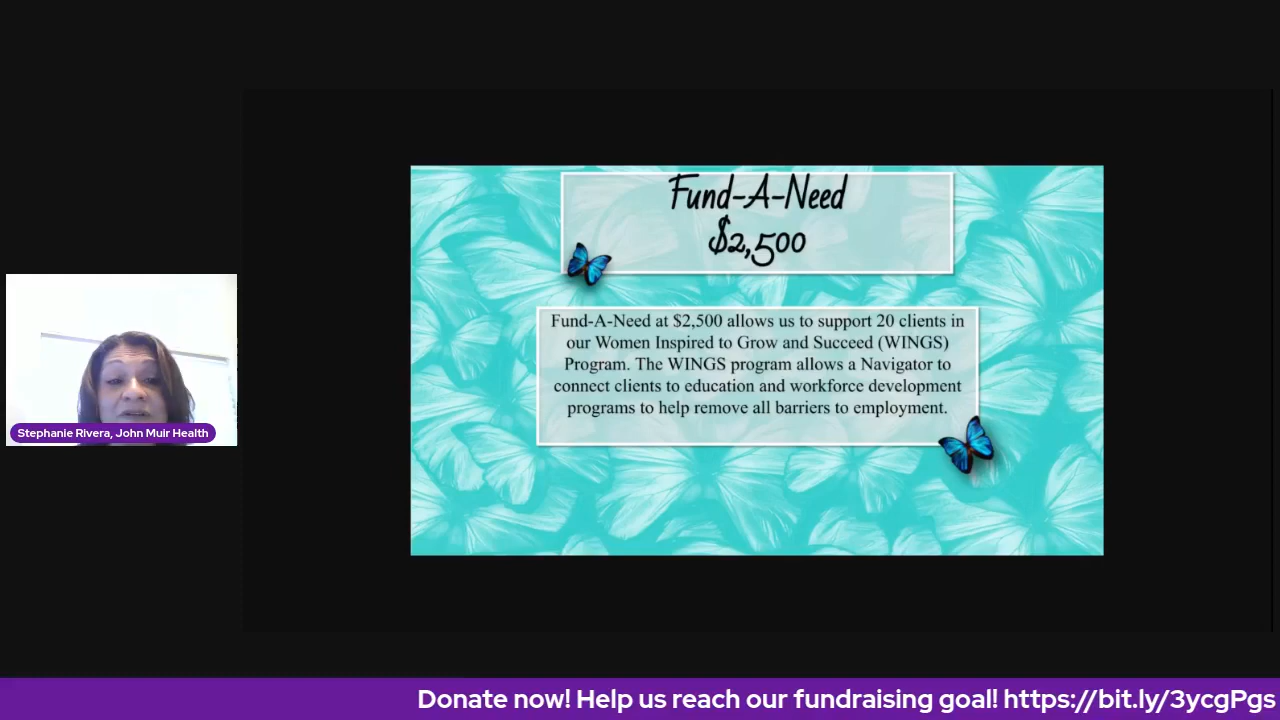 Fund-A-Need
$2,500
Fund-A-Need at $2,500 allows us to support 20 clients in
our Women Inspired to Grow and Succeed (WINGS)
Program. The WINGS program allows a Navigator to
connect clients to education and workforce development
programs to help remove all barriers to employment.
Stephanie Rivera, John Muir Health
Donate now! Help us reach our fundraising goal! https://bit.ly/3ycgPgs